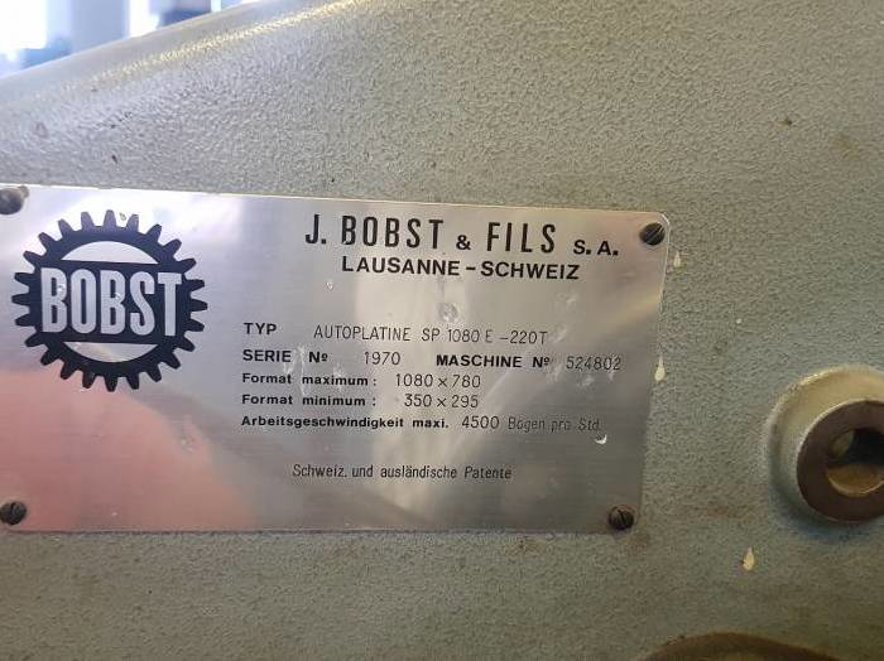 J. BOBST & FILS S.A.
LAUSANNE-SCHWEIZ
BOBST
TYP AUTOPLATINE SP 1080 E -220T
SERIE Nº 1970 MASCHINE Nº 524802
Format maximum: 1080 x 780
Format minimum: 350 x 295
Arbeitsgeschwindigkeit maxi. 4500 Bogen pro Std.
Schweiz. und ausländische Patente